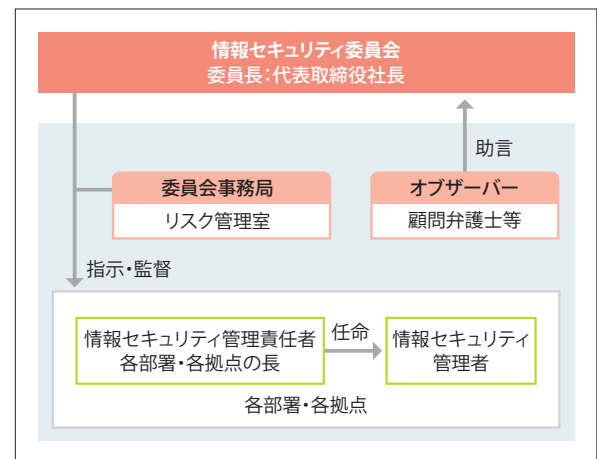 情報セキュリティ委員会
委員長：代表取締役社長
助言
委員会事務局
リスク管理室
オブザーバー
顧問弁護士等
指示・監督
情報セキュリティ管理責任者
各部署・各拠点の長
任命
情報セキュリティ
管理者
各部署・各拠点